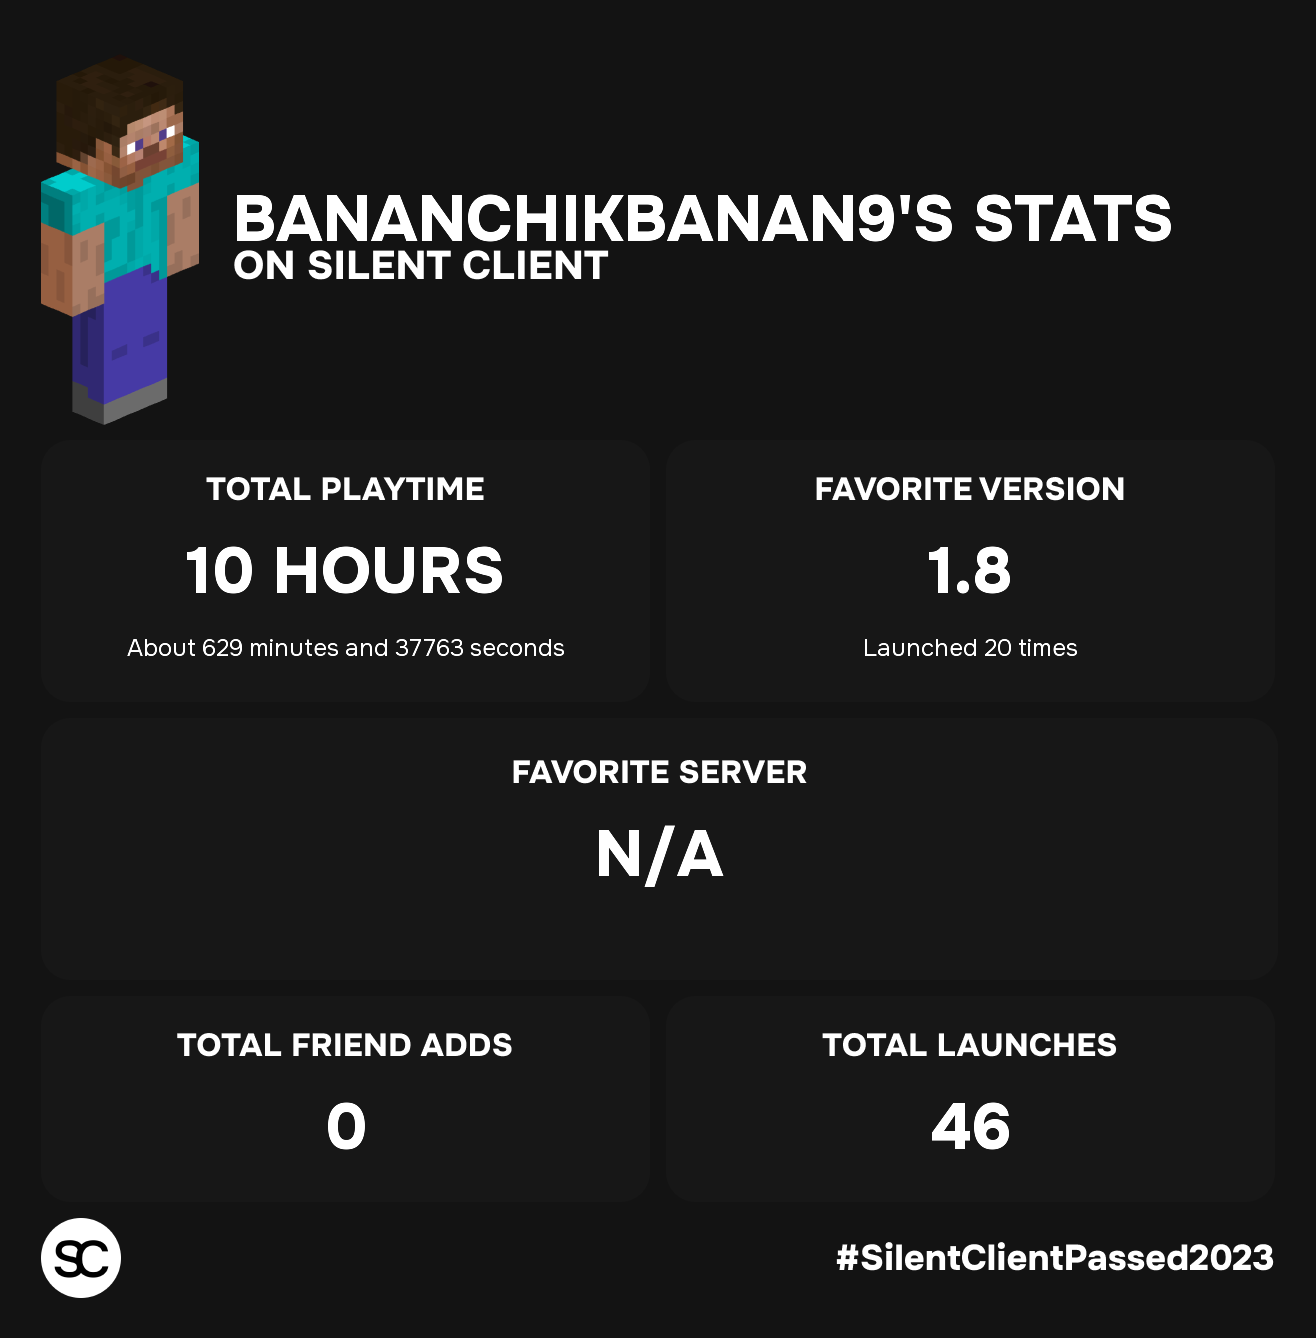 BANANCHIKBANAN9'S STATS
ON SILENT CLIENT
TOTAL PLAYTIME
10 HOURS
About 629 minutes and 37763 seconds
FAVORITE VERSION
1.8
Launched 20 times
FAVORITE SERVER
N/A
TOTAL FRIEND ADDS
0
TOTAL LAUNCHES
46
SC
#SilentClientPassed2023